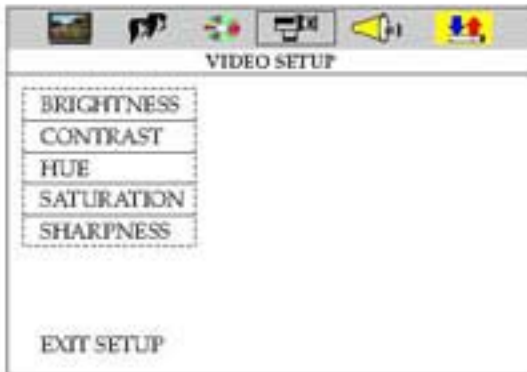 VIDEO SETUP
BRIGHTNESS
CONTRAST
HUE
SATURATION
SHARPNESS
EXIT SETUP